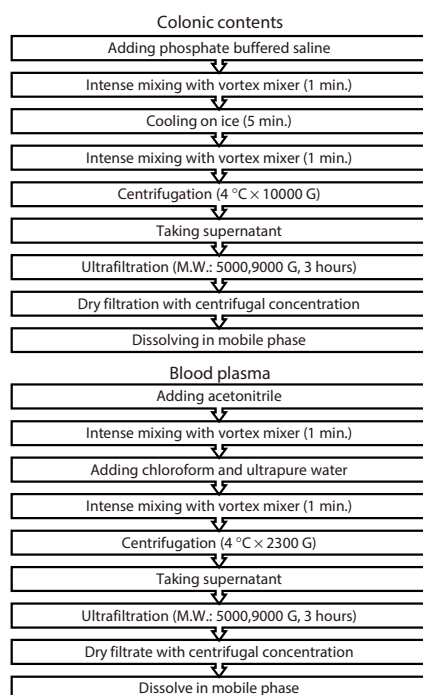 Colonic contents
Adding phosphate buffered saline
Intense mixing with vortex mixer (1 min.)
Cooling on ice (5 min.)
Intense mixing with vortex mixer (1 min.)
Centrifugation (4 °C × 10000 G)
Taking supernatant
Ultrafiltration (M.W.: 5000,9000 G, 3 hours)
Dry filtration with centrifugal concentration
Dissolving in mobile phase
Blood plasma
Adding acetonitrile
Intense mixing with vortex mixer (1 min.)
Adding chloroform and ultrapure water
Intense mixing with vortex mixer (1 min.)
Centrifugation (4 °C × 2300 G)
Taking supernatant
Ultrafiltration (M.W.: 5000,9000 G, 3 hours)
Dry filtrate with centrifugal concentration
Dissolve in mobile phase